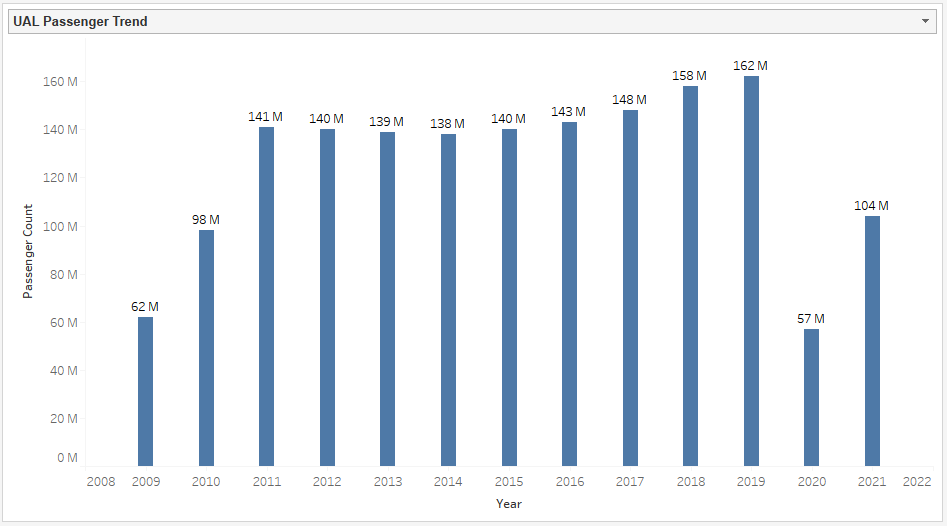 UAL Passenger Trend
162 M
158 M
160 M
148 M
141 M 140 M 139 M 138 M 140 M 143 M
140 M
120 M
104 M
98 M
100 M
Passenger Count
80 M
62 M
57 M
60 M
40 M
20 M
0 M
2008 2009 2010 2011 2012 2013 2014 2015 2016 2017 2018 2019 2020 2021 2022
Year